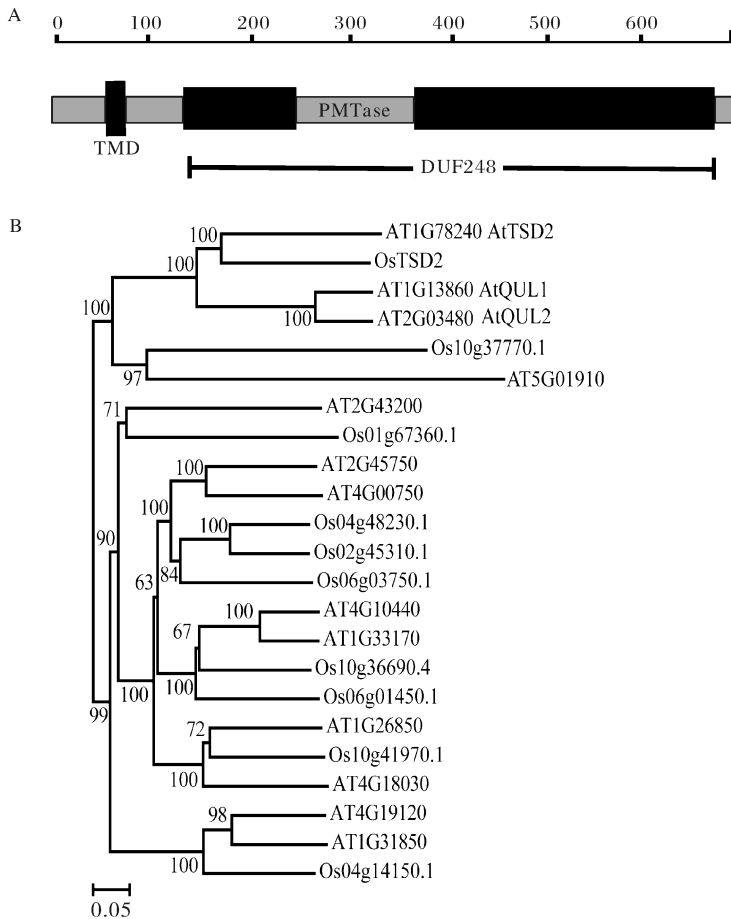 A
0 100 200 300 400 500 600
PMTase
TMD
DUF248
B
100 AT1G78240 AtTSD2
100 OsTSD2
AT1G13860 AtQUL1
100 AT2G03480 AtQUL2
100
Os10g37770.1
97 AT5G01910
71 AT2G43200
Os01g67360.1
100 AT2G45750
AT4G00750
100
100 Os04g48230.1
90 Os02g45310.1
84 Os06g03750.1
63
100 AT4G10440
67 AT1G33170
Os10g36690.4
100 Os06g01450.1
100
99
72 AT1G26850
Os10g41970.1
100 AT4G18030
98 AT4G19120
AT1G31850
100 Os04g14150.1
0.05